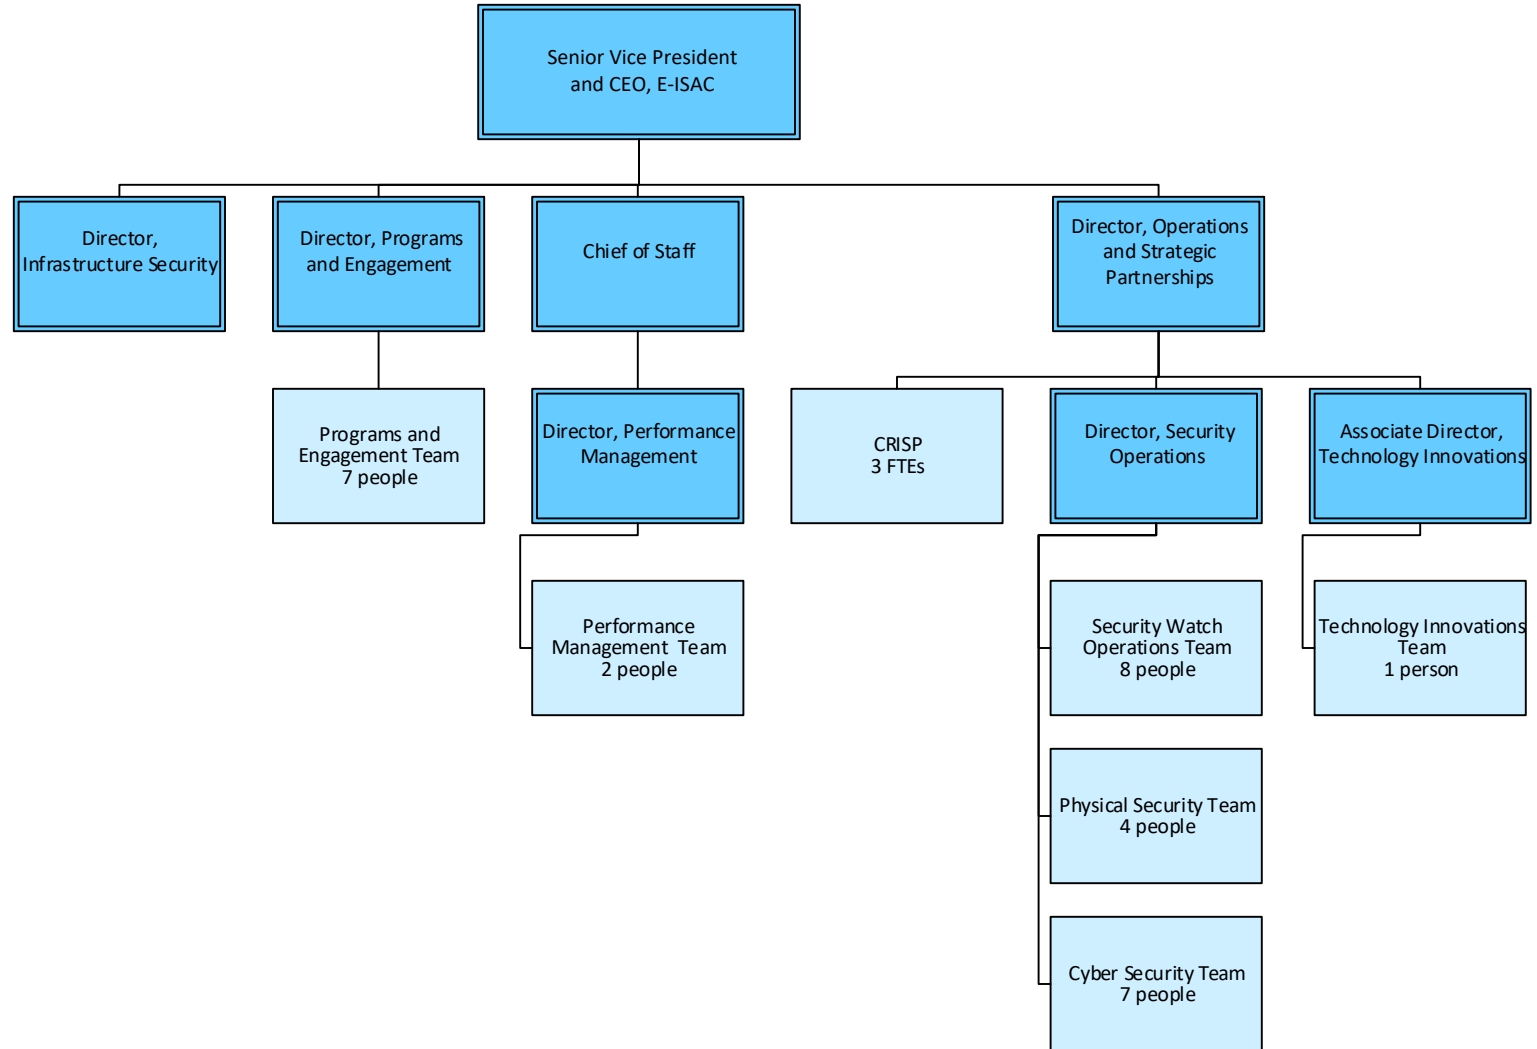 Senior Vice President
and CEO, E-ISAC
Director,
Infrastructure Security
Director, Programs
and Engagement
Chief of Staff
Director, Operations
and Strategic
Partnerships
Programs and
Engagement Team
7 people
Director, Performance
Management
CRISP
3 FTEs
Director, Security
Operations
Associate Director,
Technology Innovations
Performance
Management Team
2 people
Security Watch
Operations Team
8 people
Technology Innovations
Team
1 person
Physical Security Team
4 people
Cyber Security Team
7 people